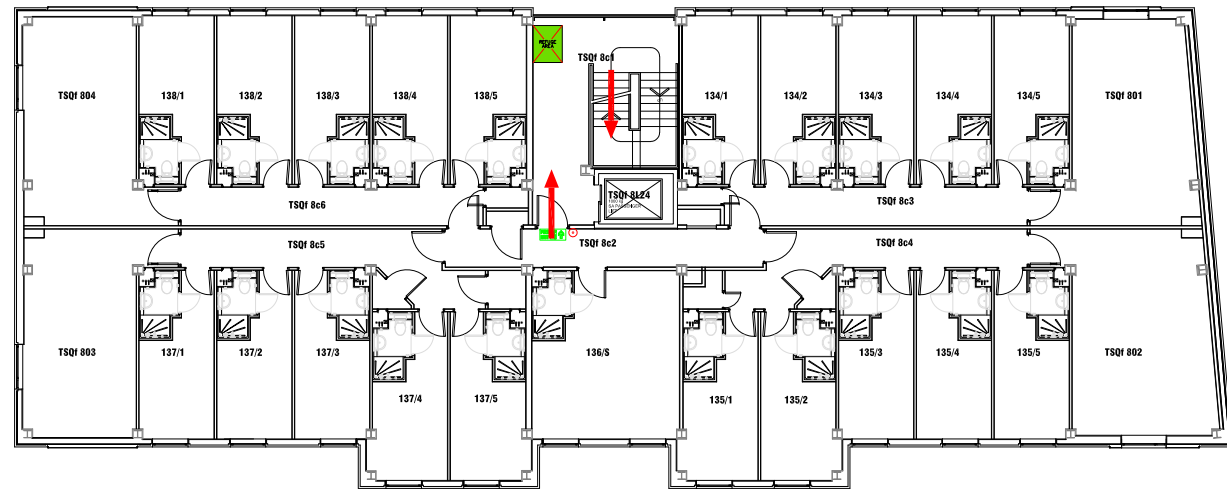 REFUSE
AREA
TSQf 8c1
TSQf 804
138/1
138/2
138/3
138/4
138/5
134/1
134/2
134/3
134/4
134/5
TSQf 801
TSQf 8L24
TSQf 8c6
TSQf 8c3
TSQf 8c5
TSQf 8c2
TSQf 8c4
TSQf 803
137/1
137/2
137/3
136/S
135/3
135/4
135/5
TSQf 802
137/4
137/5
135/1
135/2